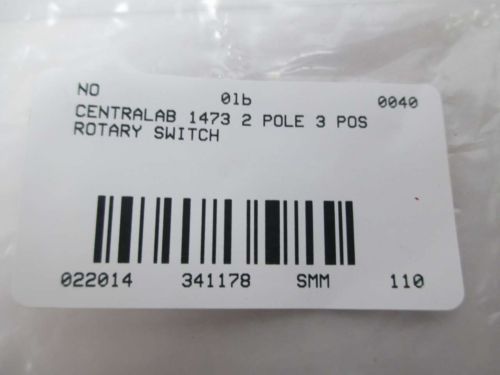 NO 01b 0040
CENTRALAB 1473 2 POLE 3 POS
ROTARY SWITCH
022014 341178 SMM 110